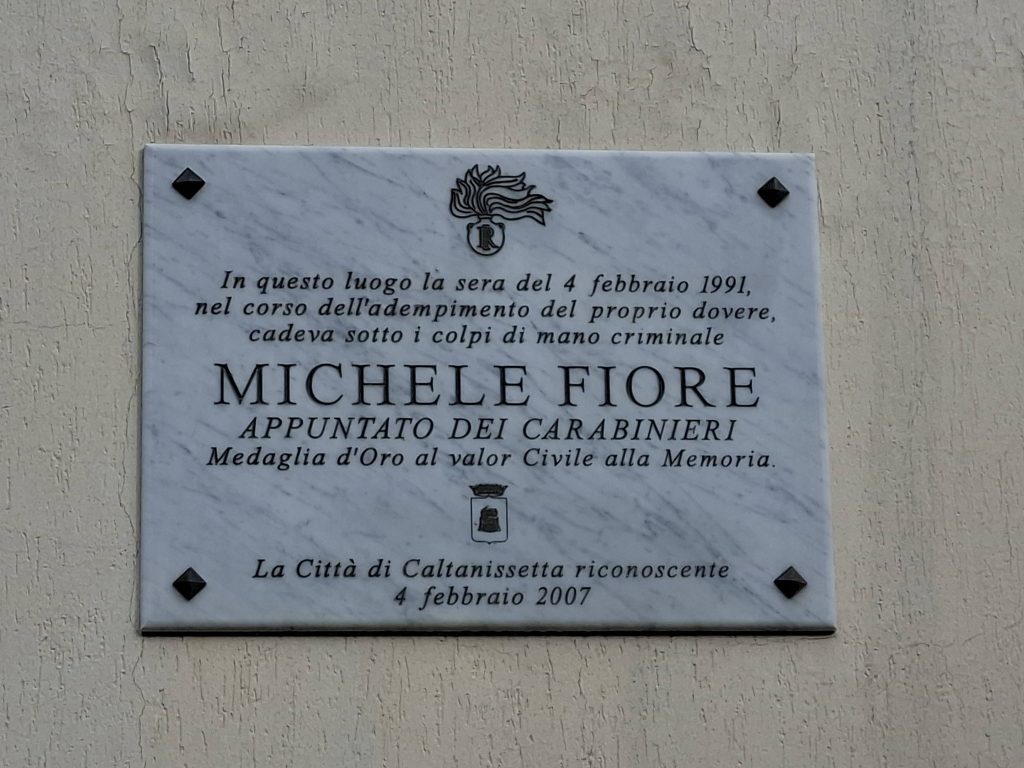 R
In questo luogo la sera del 4 febbraio 1991,
nel corso dell'adempimento del proprio dovere,
cadeva sotto i colpi di mano criminale
MICHELE FIORE
APPUNTATO DEI CARABINIERI
Medaglia d'Oro al valor Civile alla Memoria.
La Città di Caltanissetta riconoscente
4 febbraio 2007